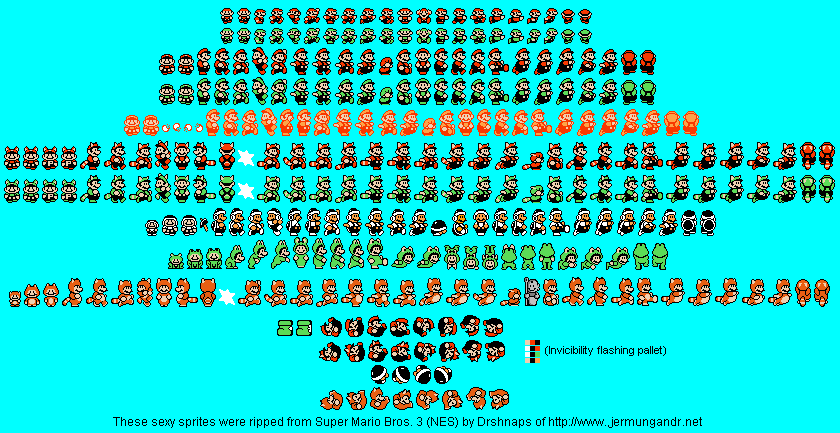 (Invicibility flashing pallet)
These sexy sprites were ripped from Super Mario Bros. 3 (NES) by Drshnaps of http://www.jermungandr.net